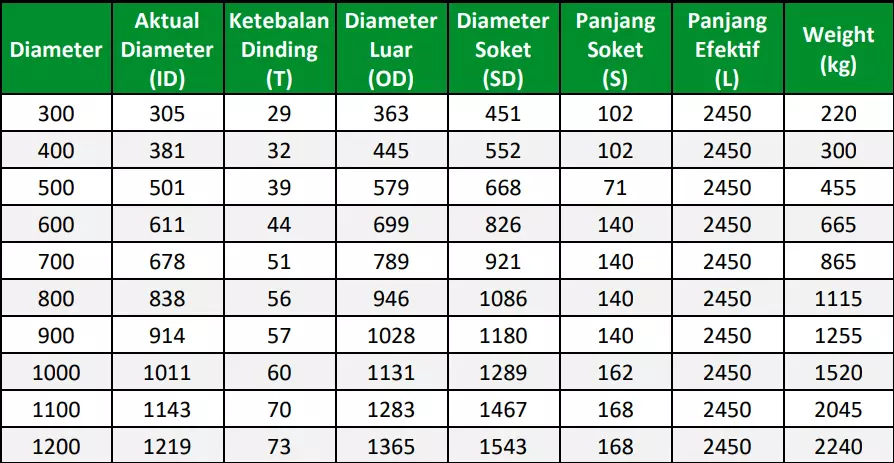 Diameter | Aktual Diameter (ID) | Ketebalan Dinding (T) | Diameter Luar (OD) | Diameter Soket (SD) | Panjang Soket (S) | Panjang Efektif (L) | Weight (kg)
300 | 305 | 29 | 363 | 451 | 102 | 2450 | 220
400 | 381 | 32 | 445 | 552 | 102 | 2450 | 300
500 | 501 | 39 | 579 | 668 | 71 | 2450 | 455
600 | 611 | 44 | 699 | 826 | 140 | 2450 | 665
700 | 678 | 51 | 789 | 921 | 140 | 2450 | 865
800 | 838 | 56 | 946 | 1086 | 140 | 2450 | 1115
900 | 914 | 57 | 1028 | 1180 | 140 | 2450 | 1255
1000 | 1011 | 60 | 1131 | 1289 | 162 | 2450 | 1520
1100 | 1143 | 70 | 1283 | 1467 | 168 | 2450 | 2045
1200 | 1219 | 73 | 1365 | 1543 | 168 | 2450 | 2240